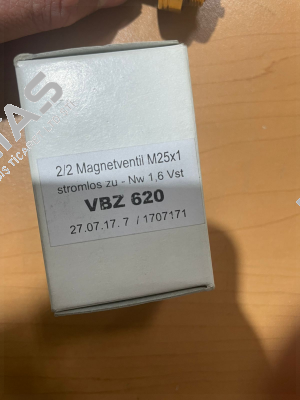 2/2 Magnetventil M25x1
stromlos zu - Nw 1,6 Vst
VBZ 620
27.07.17. 7 / 1707171